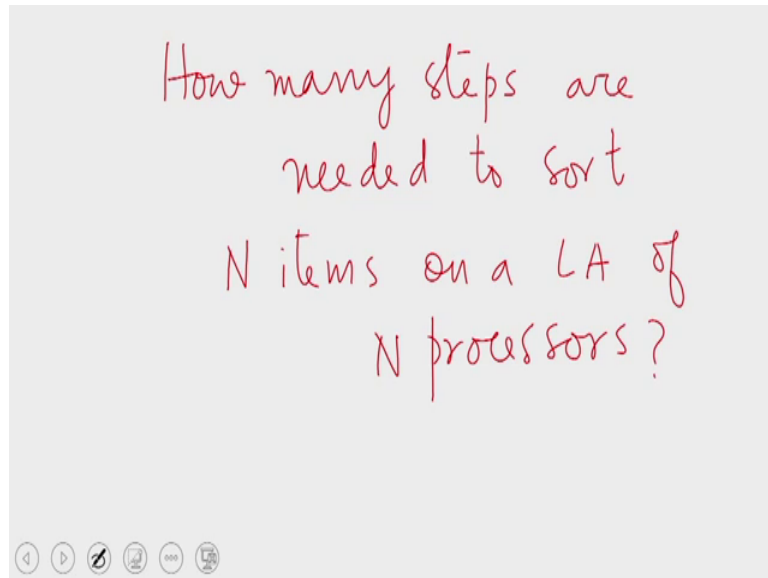 How many steps are
needed to sort
N items on a LA of
N processors?